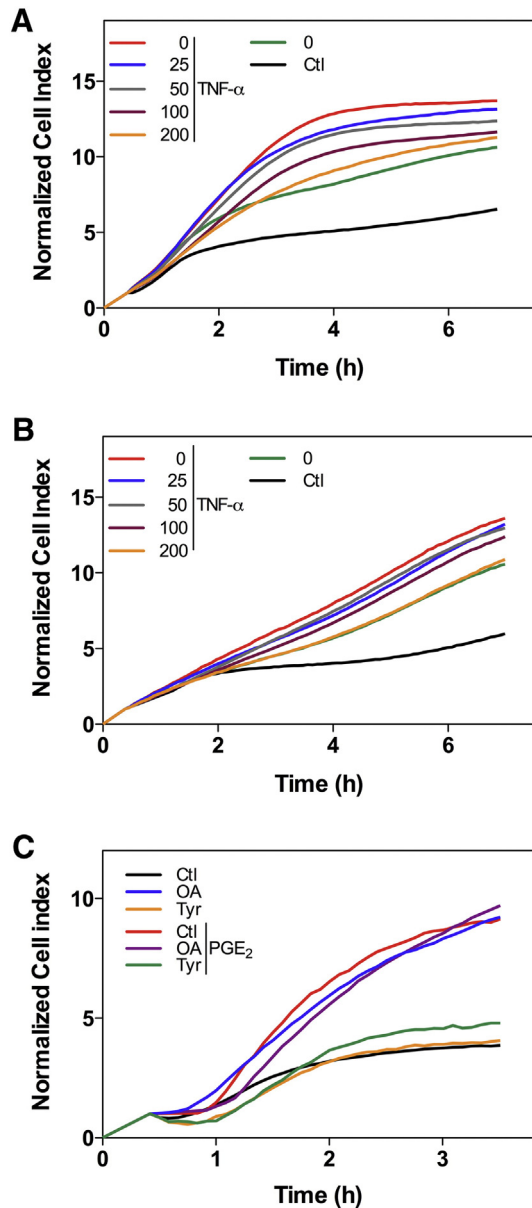 A
0
25
50
100
200
TNF-α
0
Ctl
Normalized Cell Index
15
10
5
0
0 2 4 6
Time (h)
B
0
25
50
100
200
TNF-α
0
Ctl
Normalized Cell Index
15
10
5
0
0 2 4 6
Time (h)
C
Ctl
OA
Tyr
Ctl
OA
Tyr
PGE₂
Normalized Cell index
10
5
0
0 1 2 3
Time (h)